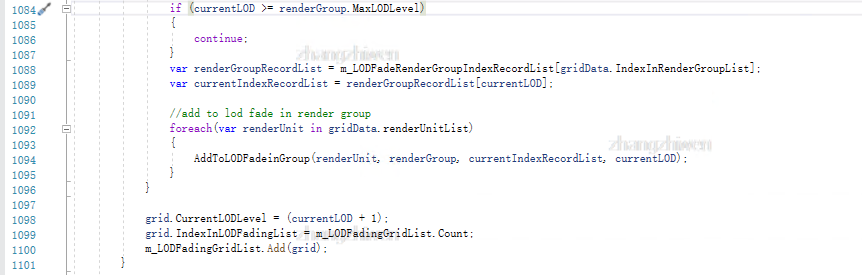 1084 if (currentLOD >= renderGroup.MaxLODLevel)
1085 {
1086 continue;
1087 }
1088 var renderGroupRecordList = m_LODFadeRenderGroupIndexRecordList[gridData.IndexInRenderGroupList];
1089 var currentIndexRecordList = renderGroupRecordList[currentLOD];
1090
1091 //add to lod fade in render group
1092 foreach(var renderUnit in gridData.renderUnitList)
1093 {
1094 AddToLODFadeinGroup(renderUnit, renderGroup, currentIndexRecordList, currentLOD);
1095 }
1096 }
1097
1098 grid.CurrentLODLevel = (currentLOD + 1);
1099 grid.IndexInLODFadingList = m_LODFadingGridList.Count;
1100 m_LODFadingGridList.Add(grid);
1101 }
zhangzhiwen
zhangzhiwen
zhangzhiwen